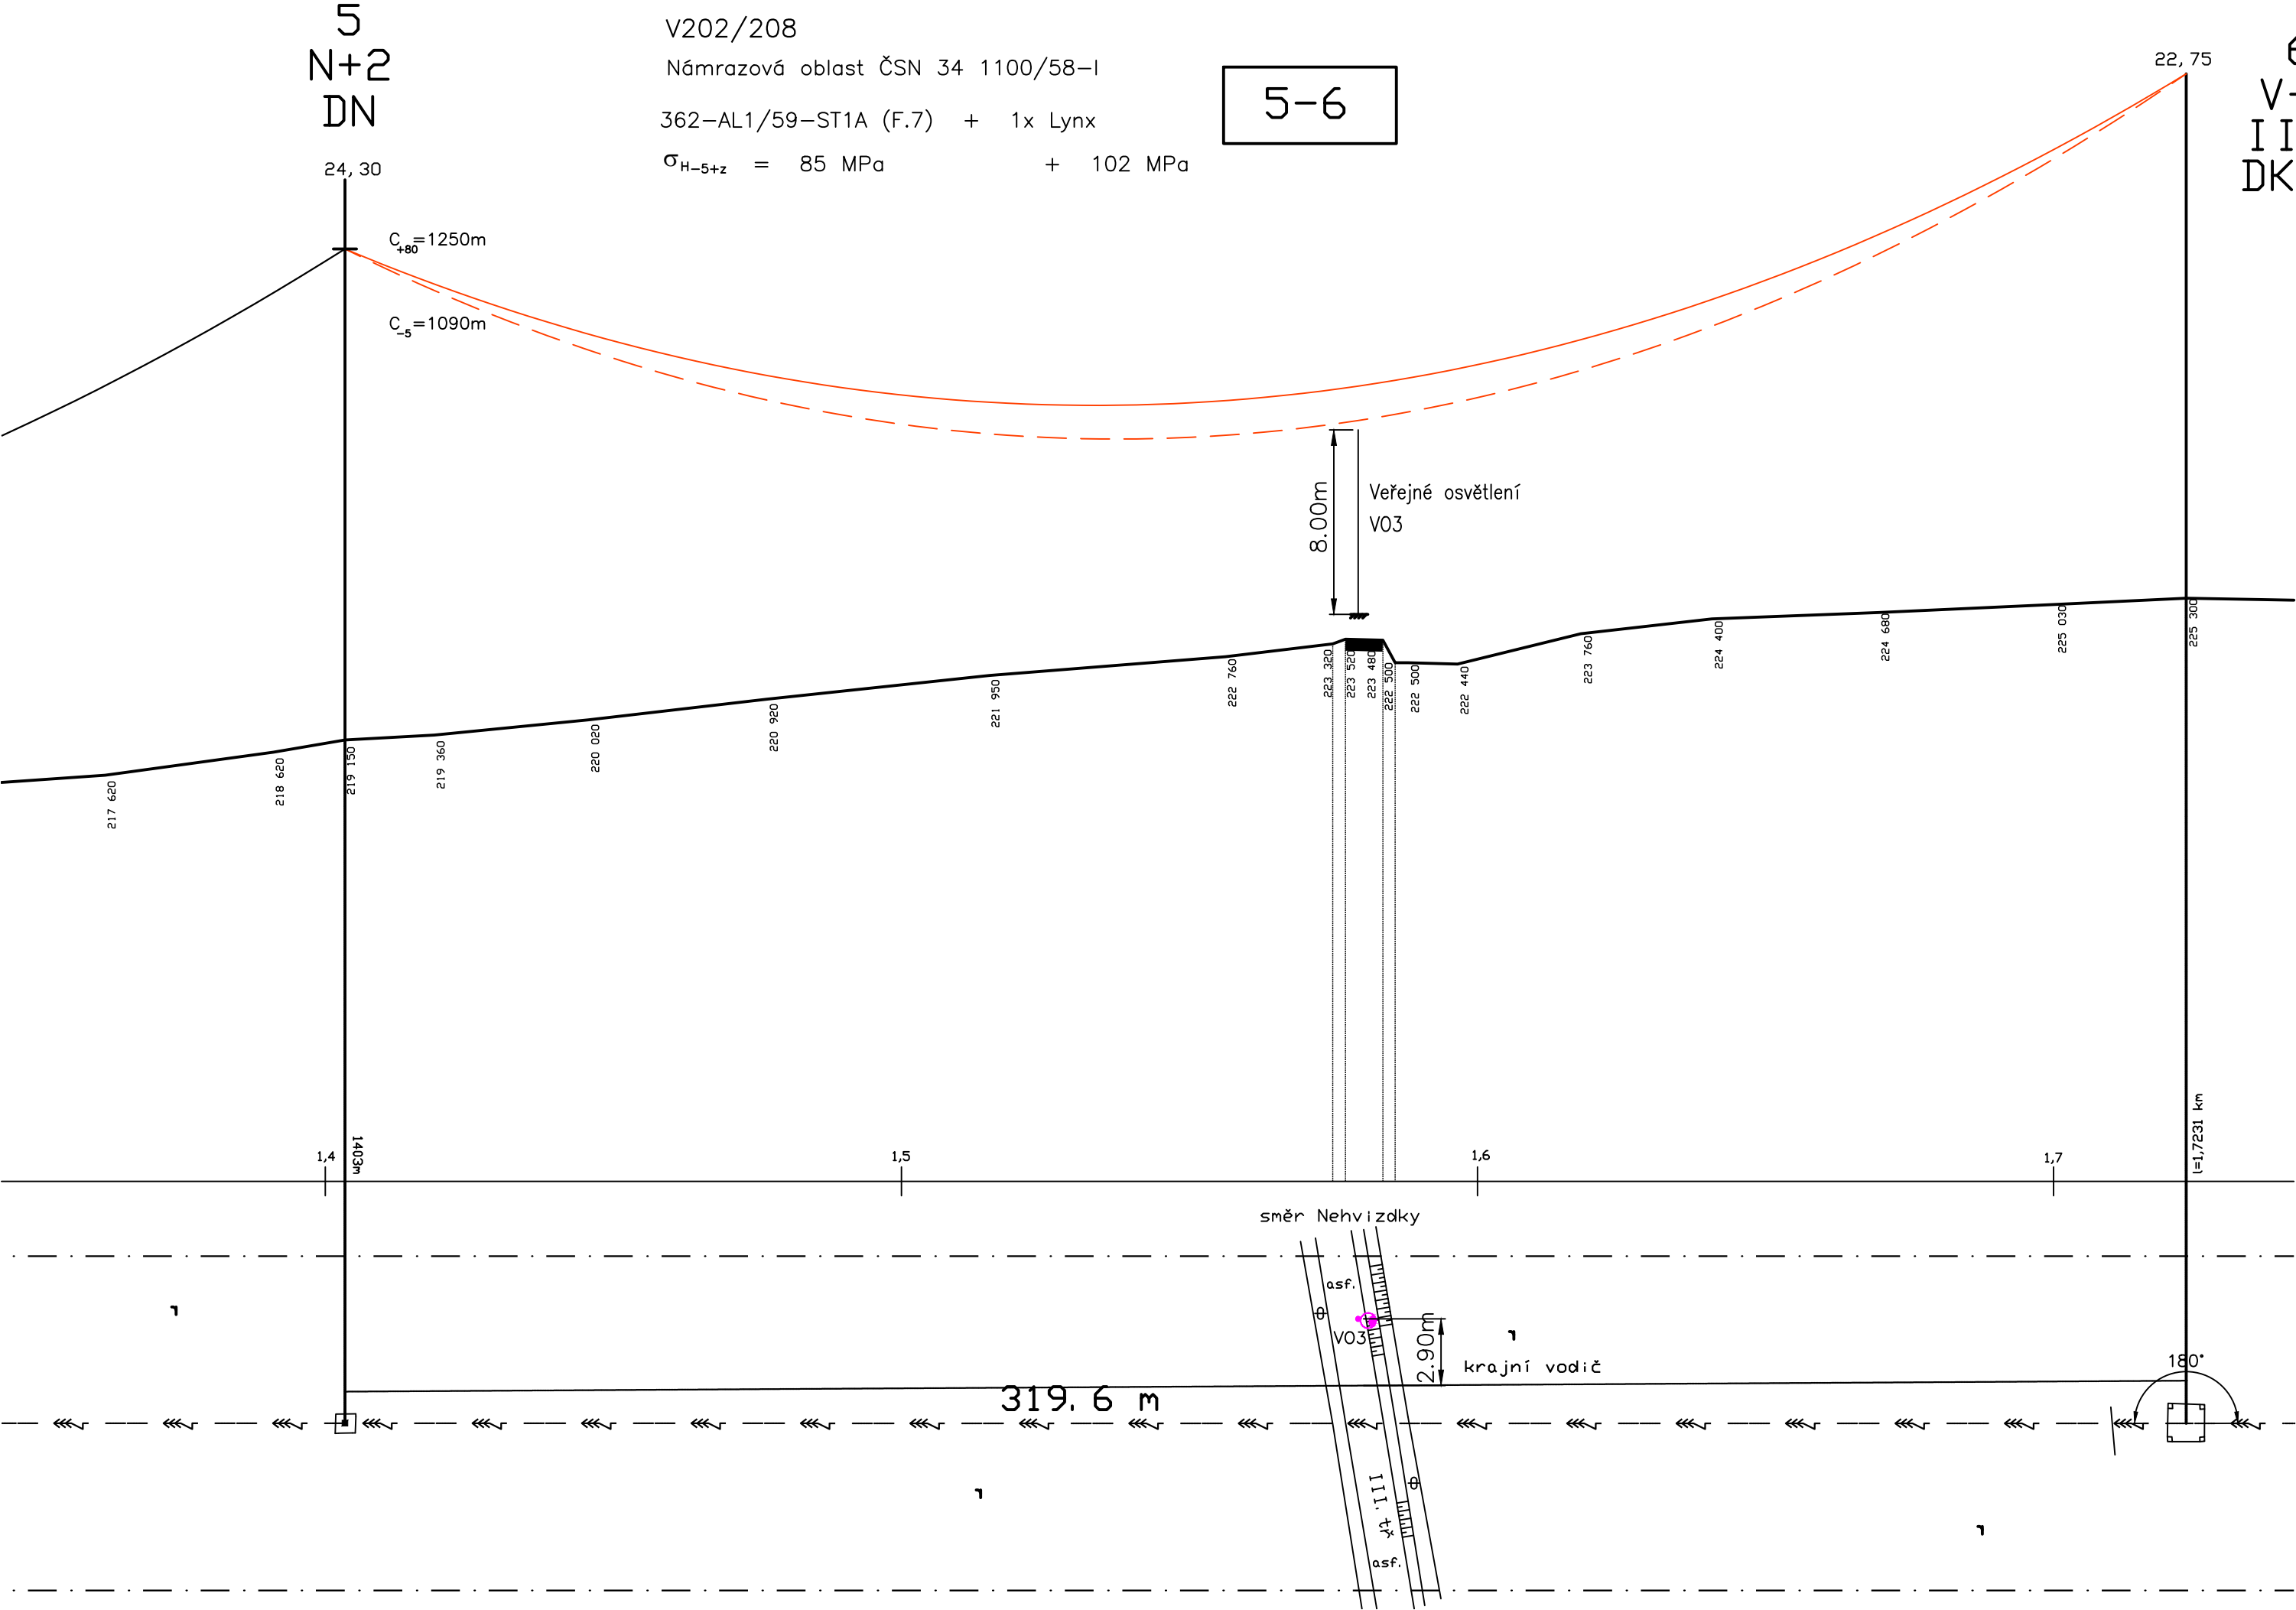 5
N+2
DN
24,30
V202/208
Námrazová oblast ČSN 34 1100/58-I
362-AL1/59-ST1A (F.7) + 1x Lynx
σH-5+z = 85 MPa + 102 MPa
5-6
22,75
V-
II
DK
C+80=1250m
C-5=1090m
8.00m
Veřejné osvětlení
VO3
217 620
218 620
219 150
219 360
220 020
220 920
221 950
222 760
223 320
223 520
223 480
222 500
222 500
222 440
223 760
224 400
224 680
225 030
225 300
1,4
1403m
1,5
1,6
1,7
l=1,7231 km
směr Nehvizdky
asf.
VO3
2.90m
krajní vodič
180°
319.6 m
III. tř
asf.